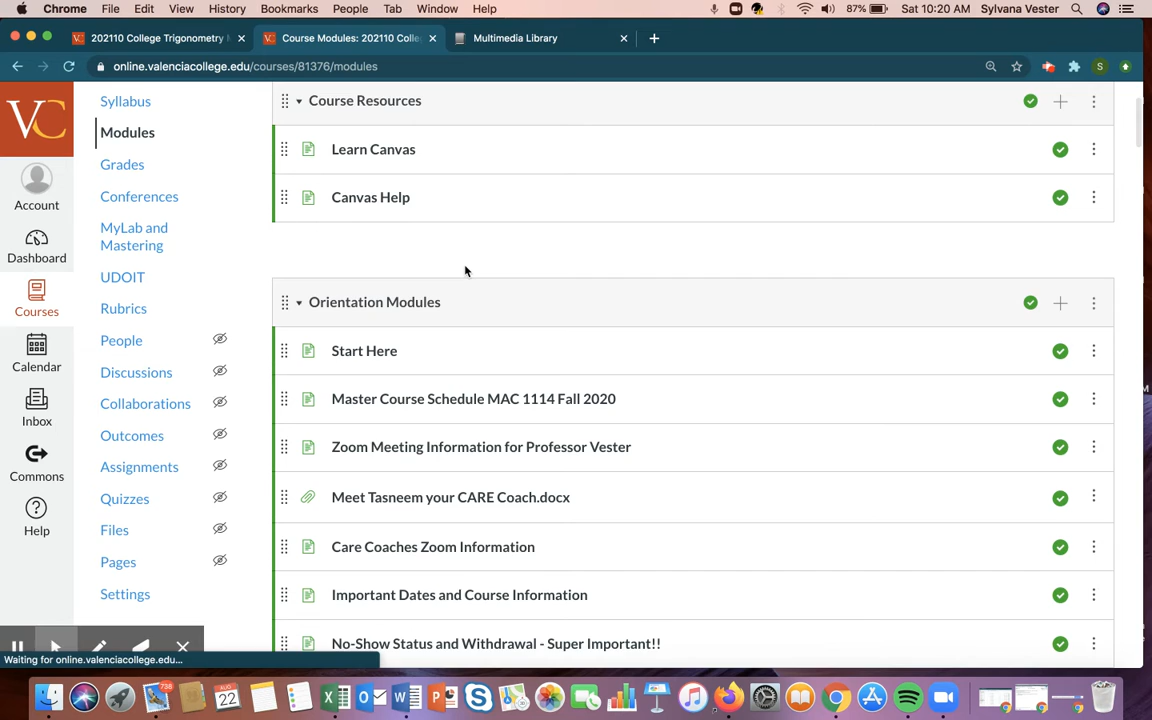 Chrome File Edit View History Bookmarks People Tab Window Help 87% Sat 10:20 AM Sylvana Vester
202110 College Trigonometry
Course Modules: 202110 Colle
Multimedia Library
online.valenciacollege.edu/courses/81376/modules
S
VC
Account
Dashboard
Courses
Calendar
Inbox
Commons
Help
Syllabus
Modules
Grades
Conferences
MyLab and
Mastering
UDOIT
Rubrics
People
Discussions
Collaborations
Outcomes
Assignments
Quizzes
Files
Pages
Settings
Course Resources
Learn Canvas
Canvas Help
Orientation Modules
Start Here
Master Course Schedule MAC 1114 Fall 2020
Zoom Meeting Information for Professor Vester
Meet Tasneem your CARE Coach.docx
Care Coaches Zoom Information
Important Dates and Course Information
No-Show Status and Withdrawal - Super Important!!
Waiting for online.valenciacollege.edu...
738
AUG
22